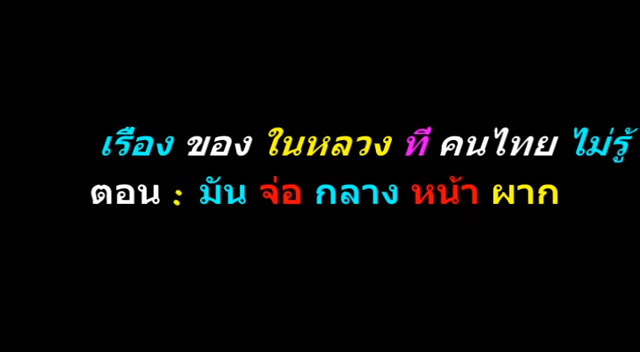 เรื่อง ของ ในหลวง ที่ คนไทย ไม่รู้
ตอน : มัน จ่อ กลาง หน้า ผาก